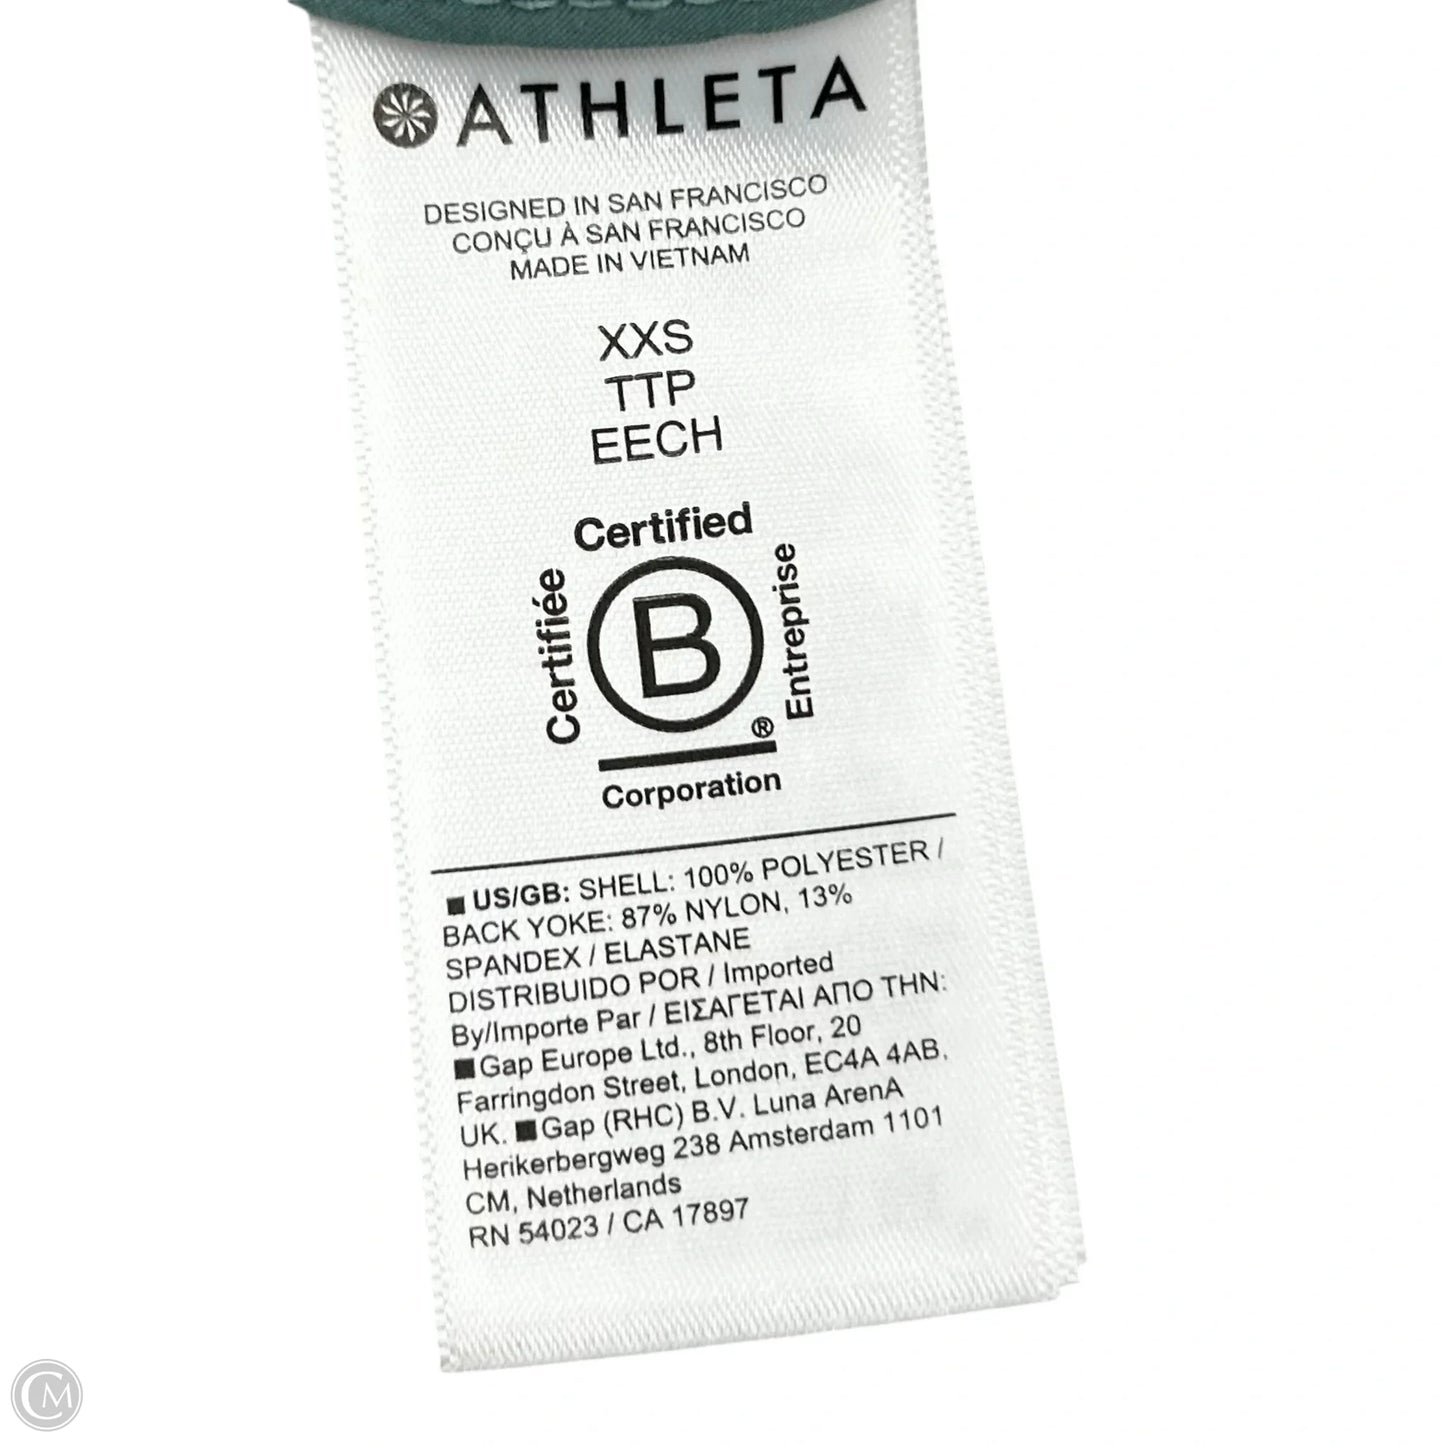 ATHLETA
DESIGNED IN SAN FRANCISCO
CONÇU À SAN FRANCISCO
MADE IN VIETNAM
XXS
TTP
EECH
Certified
Certifiée
B
Entreprise
®
Corporation
■ US/GB: SHELL: 100% POLYESTER /
BACK YOKE: 87% NYLON, 13%
SPANDEX / ELASTANE
DISTRIBUIDO POR / Imported
By/Importe Par / ΕΙΣΑΓΕΤΑΙ ΑΠΟ ΤΗΝ:
■Gap Europe Ltd., 8th Floor, 20
Farringdon Street, London, EC4A 4AB,
UK. ■Gap (RHC) B.V. Luna ArenA
Herikerbergweg 238 Amsterdam 1101
CM, Netherlands
RN 54023 / CA 17897
CM